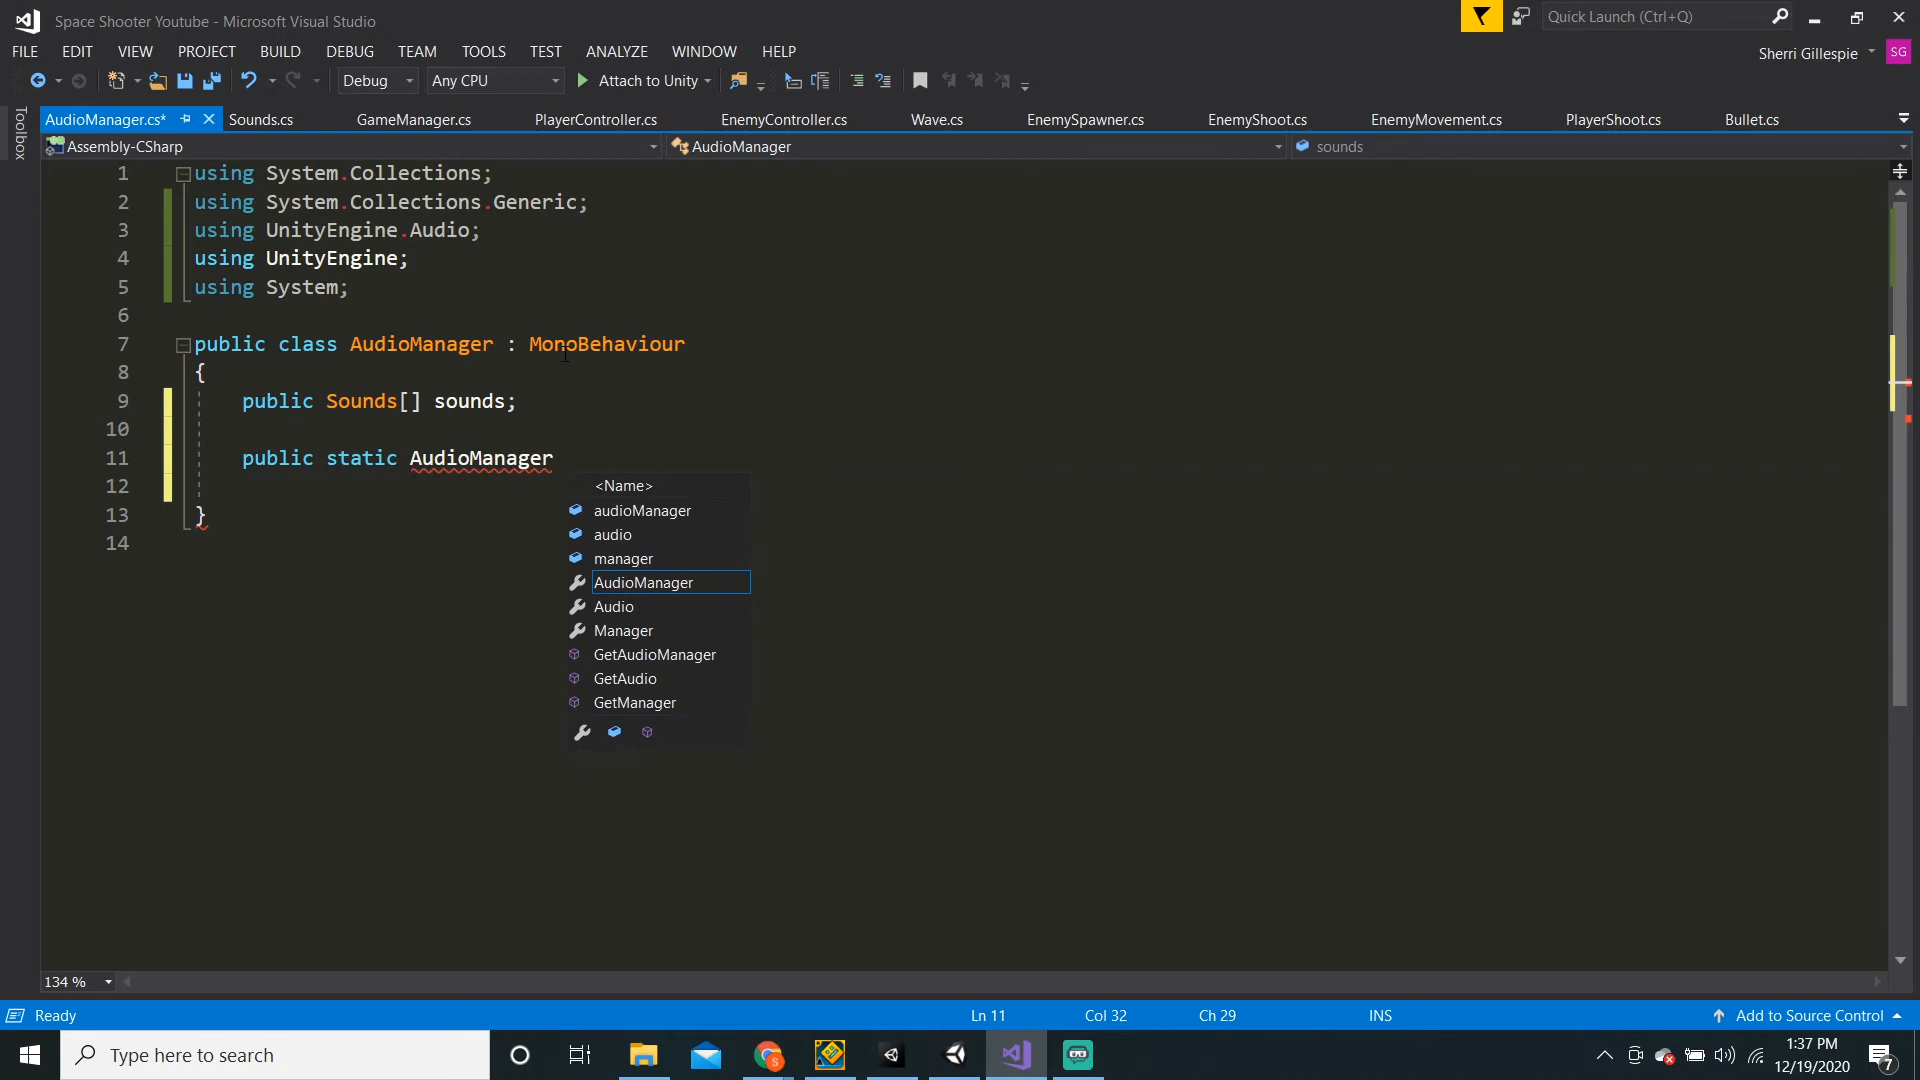 Space Shooter Youtube - Microsoft Visual Studio
Quick Launch (Ctrl+Q)
FILE EDIT VIEW PROJECT BUILD DEBUG TEAM TOOLS TEST ANALYZE WINDOW HELP
Sherri Gillespie SG
Debug Any CPU Attach to Unity
Toolbox
AudioManager.cs* Sounds.cs GameManager.cs PlayerController.cs EnemyController.cs Wave.cs EnemySpawner.cs EnemyShoot.cs EnemyMovement.cs PlayerShoot.cs Bullet.cs
Assembly-CSharp AudioManager sounds
1 using System.Collections;
2 using System.Collections.Generic;
3 using UnityEngine.Audio;
4 using UnityEngine;
5 using System;
6
7 public class AudioManager : MonoBehaviour
8 {
9 public Sounds[] sounds;
10
11 public static AudioManager
12
13 }
14
<Name>
audioManager
audio
manager
AudioManager
Audio
Manager
GetAudioManager
GetAudio
GetManager
134 %
Ready Ln 11 Col 32 Ch 29 INS Add to Source Control
Type here to search
1:37 PM
12/19/2020
7